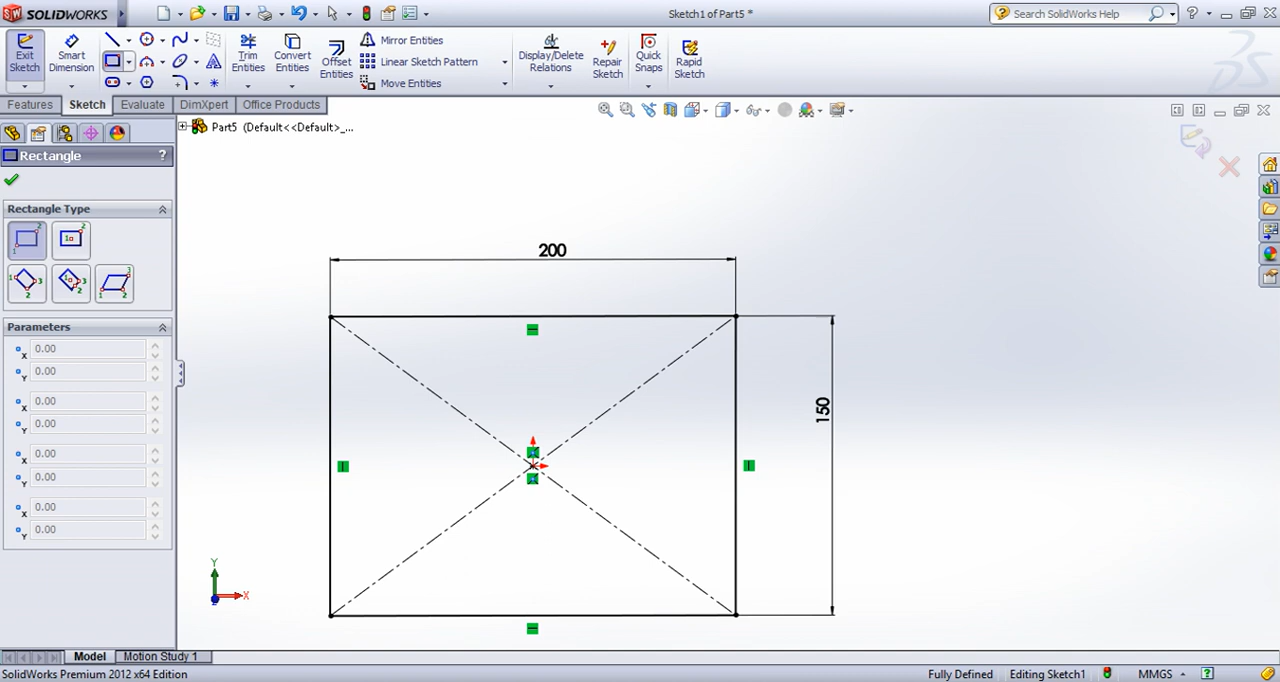 SW SOLIDWORKS
Sketch1 of Part5 *
Search SolidWorks Help
Exit Sketch
Smart Dimension
Trim Entities
Convert Entities
Offset Entities
Mirror Entities
Linear Sketch Pattern
Move Entities
Display/Delete Relations
Repair Sketch
Quick Snaps
Rapid Sketch
Features Sketch Evaluate DimXpert Office Products
Part5 (Default<<Default>_...
Rectangle ?
Rectangle Type
Parameters
X 0.00
Y 0.00
X 0.00
Y 0.00
X 0.00
Y 0.00
X 0.00
Y 0.00
200
150
Y
X
Model Motion Study 1
SolidWorks Premium 2012 x64 Edition
Fully Defined Editing Sketch1 MMGS ?